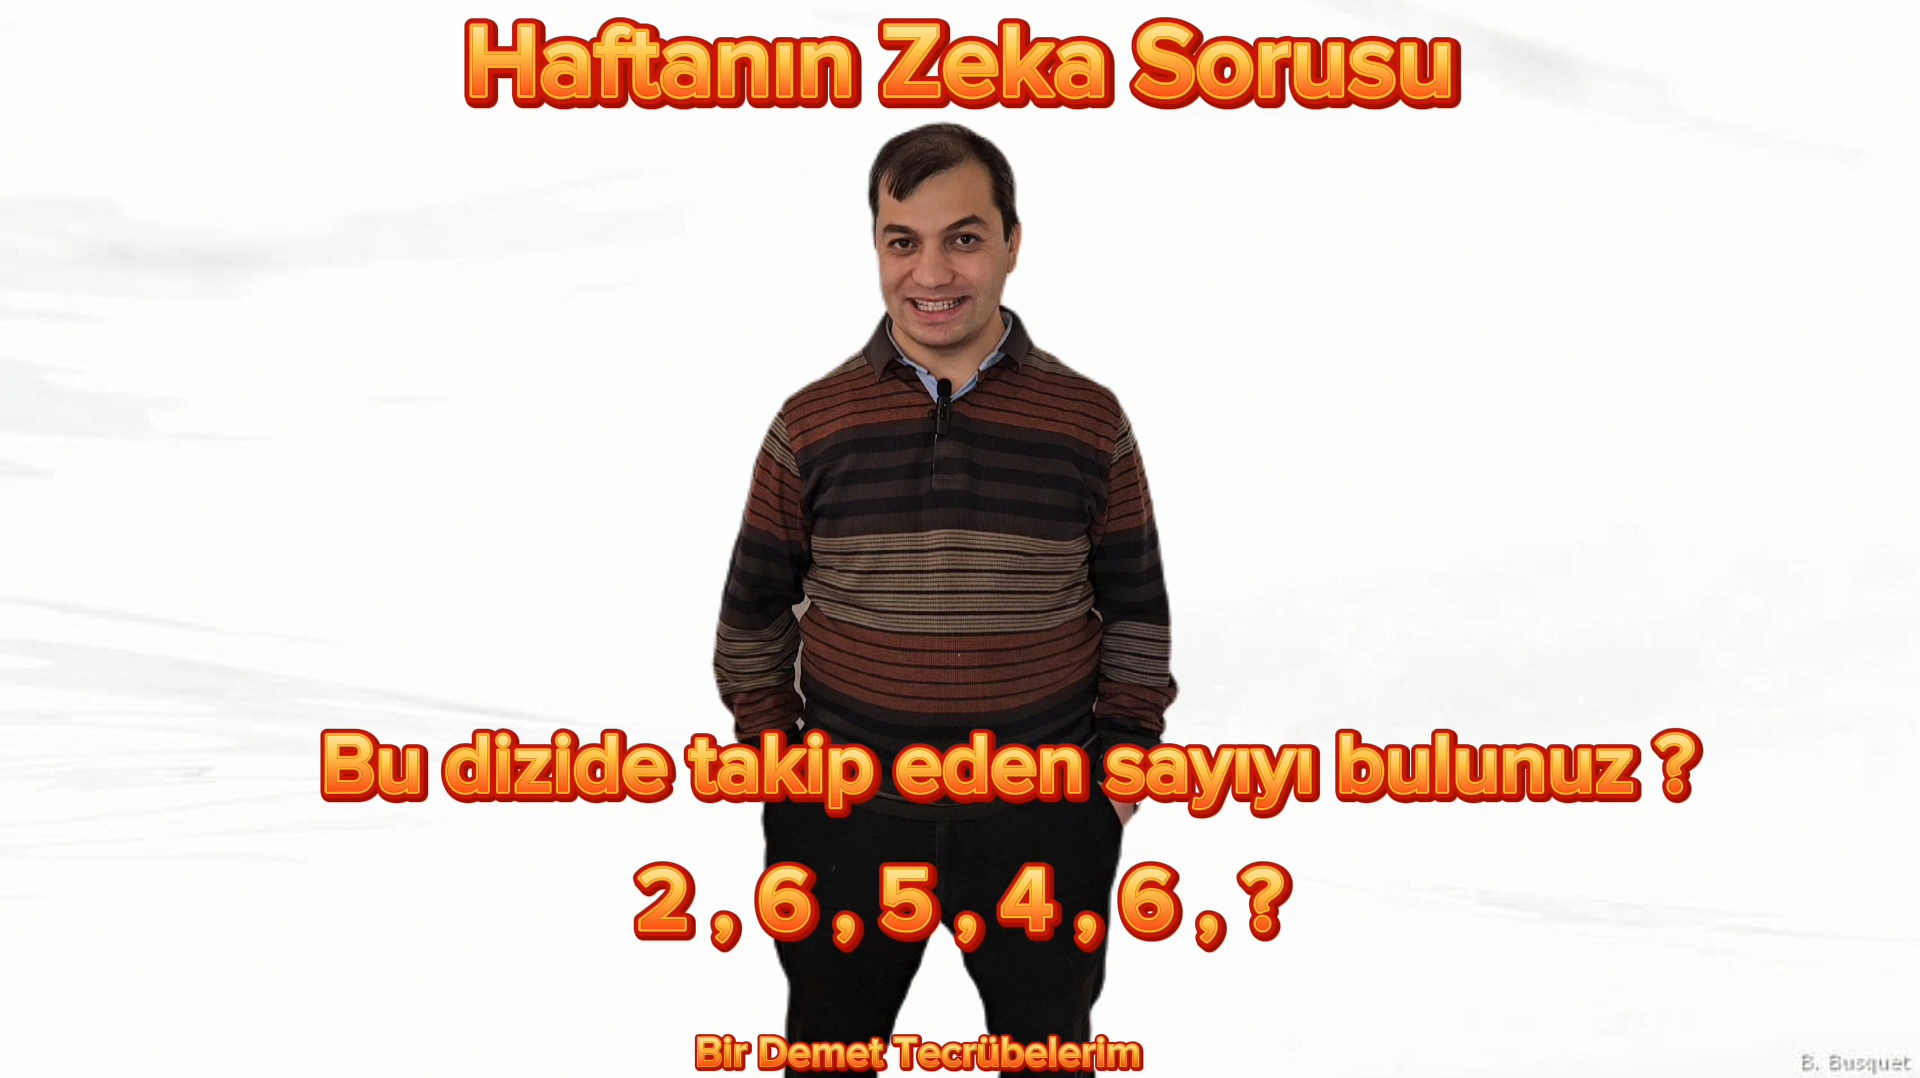 Haftanın Zeka Sorusu
Bu dizide takip eden sayıyı bulunuz ?
2 , 6 , 5 , 4 , 6 , ?
Bir Demet Tecrübelerim
B. Busquet